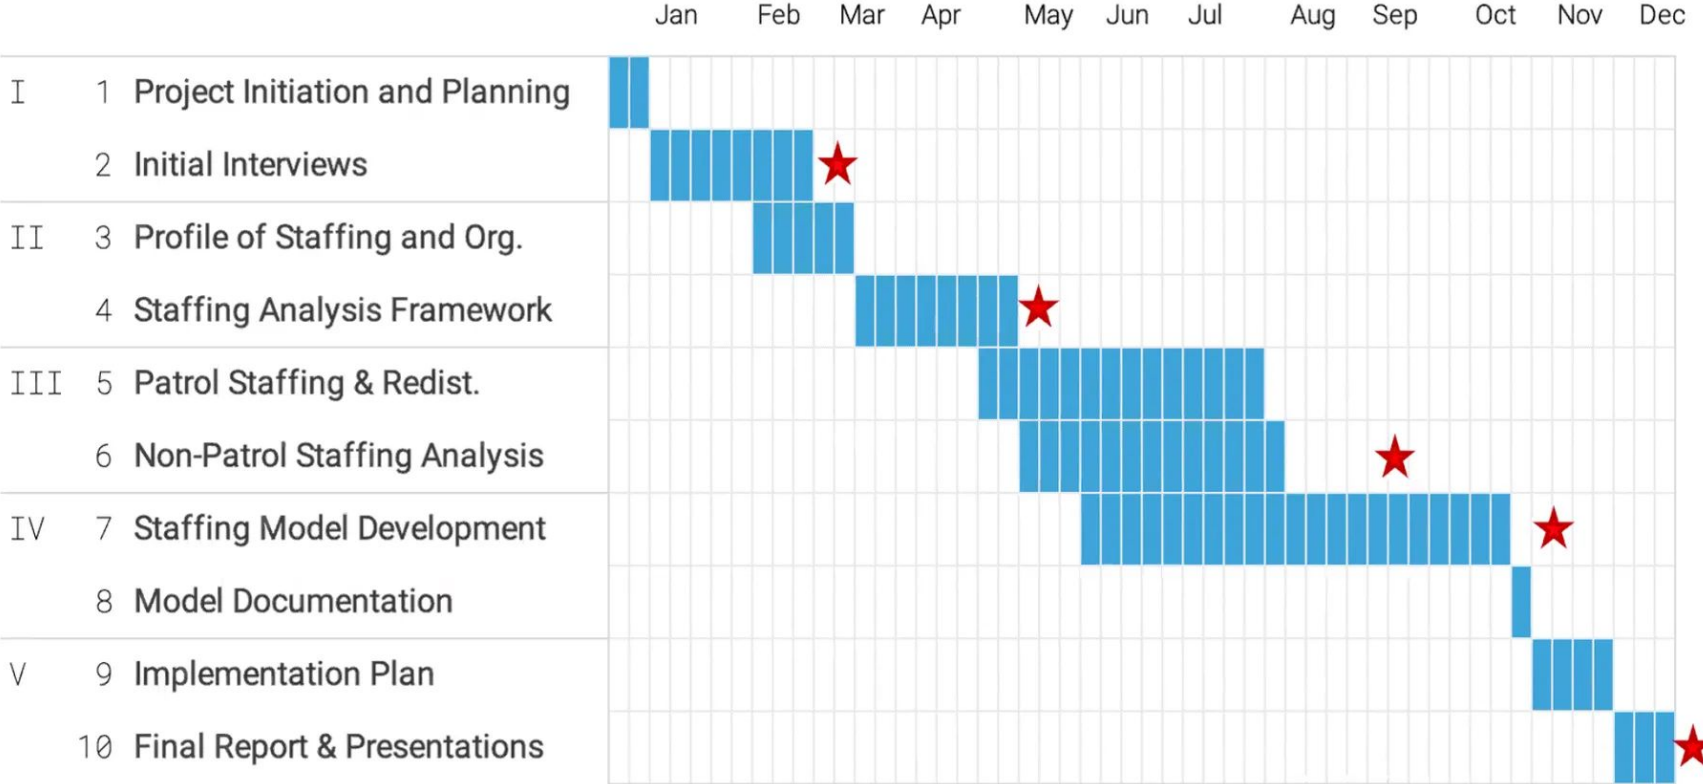 Jan Feb Mar Apr May Jun Jul Aug Sep Oct Nov Dec
I 1 Project Initiation and Planning
2 Initial Interviews
II 3 Profile of Staffing and Org.
4 Staffing Analysis Framework
III 5 Patrol Staffing & Redist.
6 Non-Patrol Staffing Analysis
IV 7 Staffing Model Development
8 Model Documentation
V 9 Implementation Plan
10 Final Report & Presentations